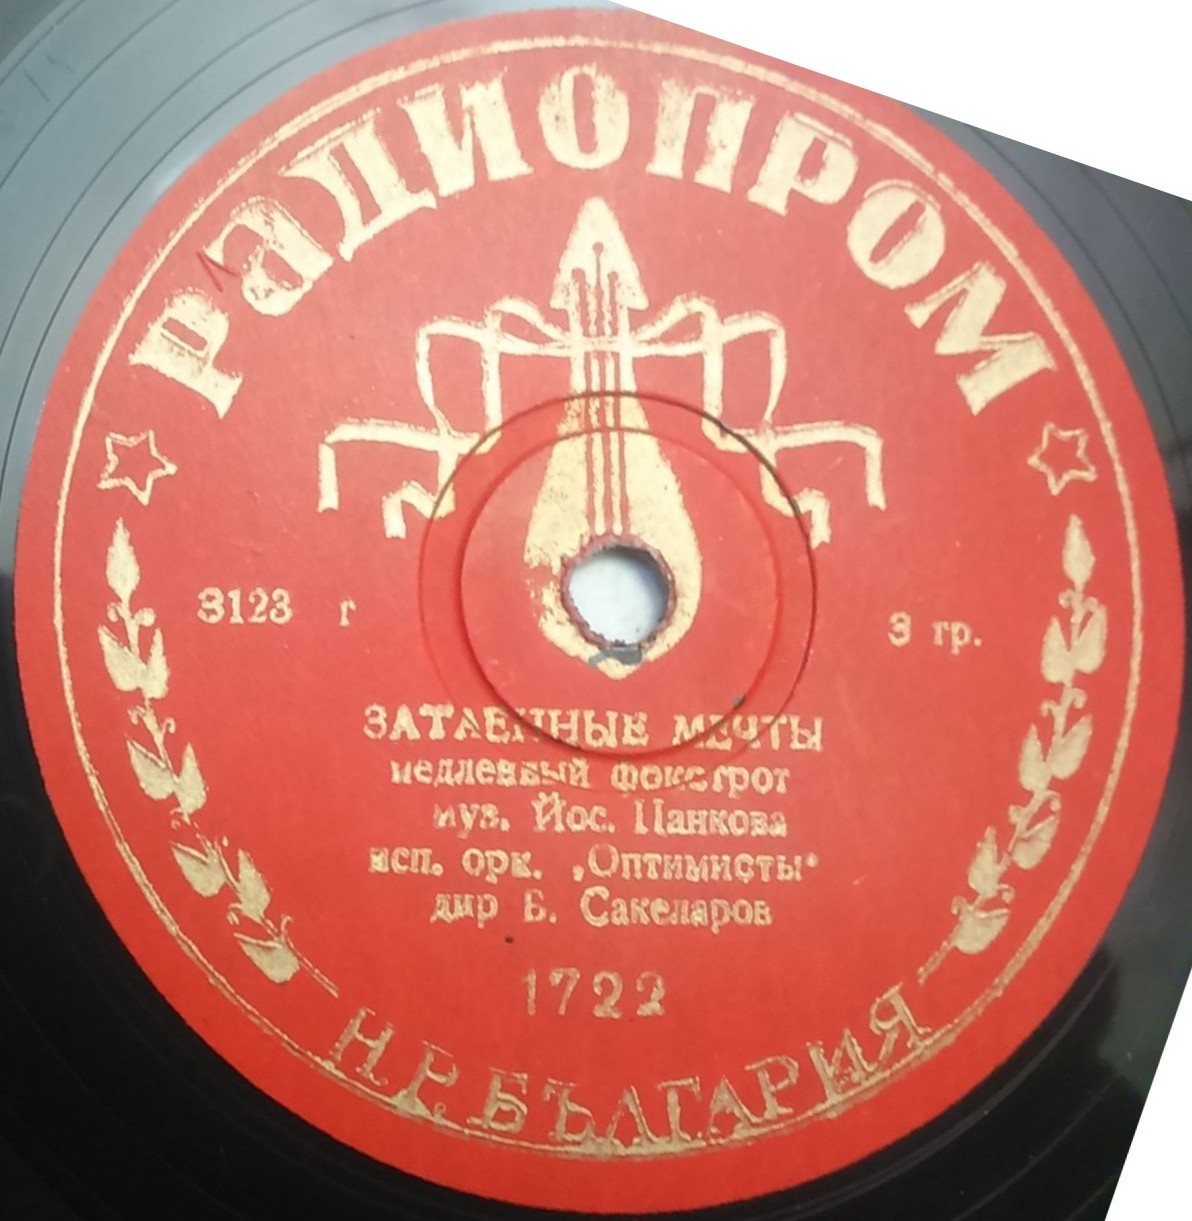 РАДИОПРОМ
3123 г
3 гр.
ЗАТАЕННЫЕ МЕЧТЫ
медленный фокстрот
муз. Йос. Цанкова
исп. орк. „Оптимисты“
дир Б. Сакеларов
1722
Н.Р.БЪЛГАРИЯ